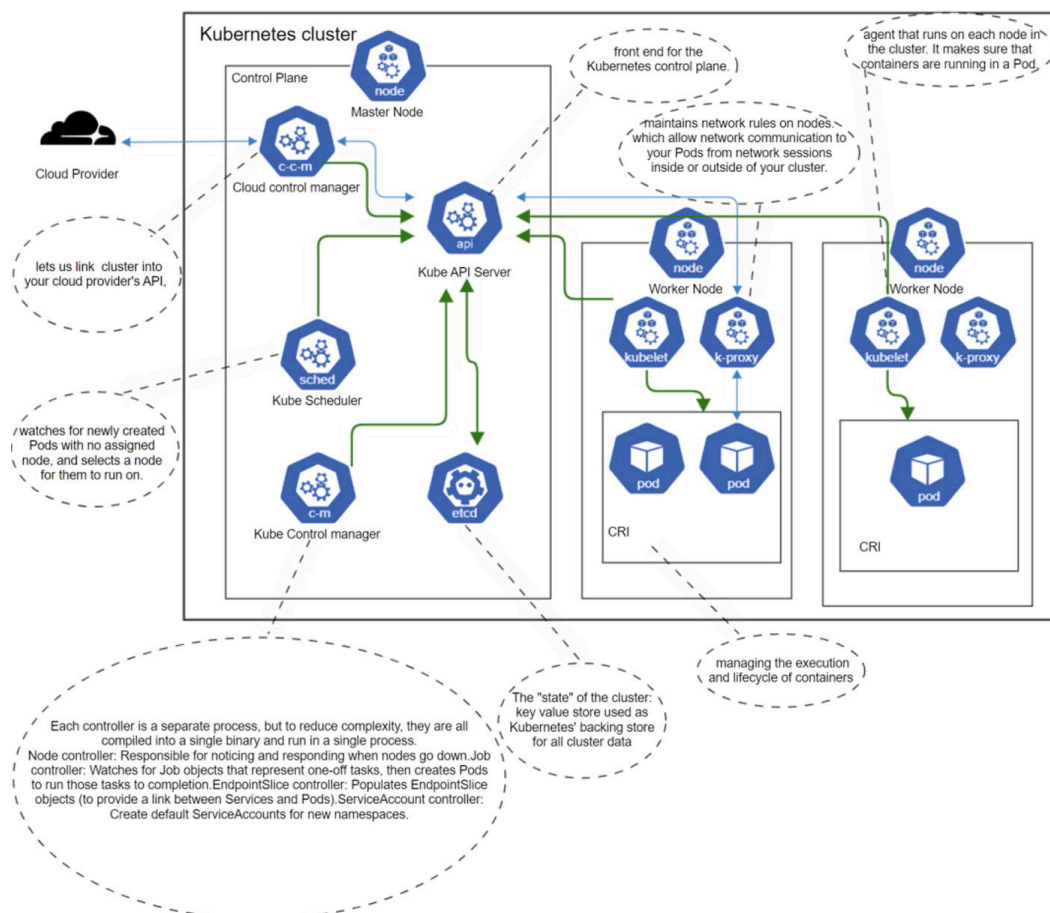 Kubernetes cluster
Control Plane
node
Master Node
front end for the
Kubernetes control plane.
agent that runs on each node in
the cluster. It makes sure that
containers are running in a Pod
maintains network rules on nodes,
which allow network communication to
your Pods from network sessions
inside or outside of your cluster.
Cloud Provider
c-c-m
Cloud control manager
api
Kube API Server
lets us link cluster into
your cloud provider's API,
node
Worker Node
node
Worker Node
kubelet
k-proxy
kubelet
k-proxy
sched
Kube Scheduler
watches for newly created
Pods with no assigned
node, and selects a node
for them to run on.
c-m
Kube Control manager
etcd
pod
pod
CRI
pod
CRI
managing the execution
and lifecycle of containers
The "state" of the cluster:
key value store used as
Kubernetes' backing store
for all cluster data
Each controller is a separate process, but to reduce complexity, they are all
compiled into a single binary and run in a single process.
Node controller: Responsible for noticing and responding when nodes go down.Job
controller: Watches for Job objects that represent one-off tasks, then creates Pods
to run those tasks to completion.EndpointSlice controller: Populates EndpointSlice
objects (to provide a link between Services and Pods).ServiceAccount controller:
Create default ServiceAccounts for new namespaces.